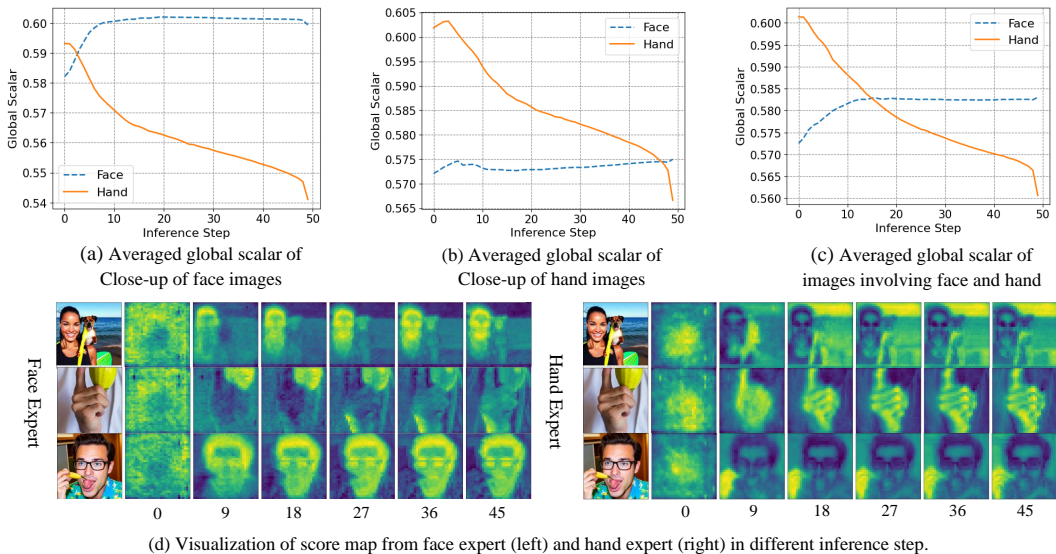 0.60
0.59
0.58
0.57
0.56
0.55
0.54
Global Scalar
Face
Hand
0 10 20 30 40 50
Inference Step
(a) Averaged global scalar of
Close-up of face images
0.605
0.600
0.595
0.590
0.585
0.580
0.575
0.570
0.565
Global Scalar
Face
Hand
0 10 20 30 40 50
Inference Step
(b) Averaged global scalar of
Close-up of hand images
0.600
0.595
0.590
0.585
0.580
0.575
0.570
0.565
0.560
Global Scalar
Face
Hand
0 10 20 30 40 50
Inference Step
(c) Averaged global scalar of
images involving face and hand
Face Expert
0 9 18 27 36 45
Hand Expert
0 9 18 27 36 45
(d) Visualization of score map from face expert (left) and hand expert (right) in different inference step.